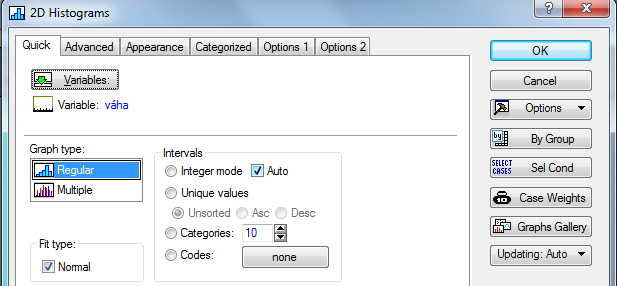 2D Histograms
?
Quick Advanced Appearance Categorized Options 1 Options 2
Variables:
Variable: váha
Graph type:
Regular
Multiple
Fit type:
Normal
Intervals
Integer mode Auto
Unique values
Unsorted Asc Desc
Categories: 10
Codes: none
OK
Cancel
Options
By Group
SELECT CASES Sel Cond
Case Weights
Graphs Gallery
Updating: Auto